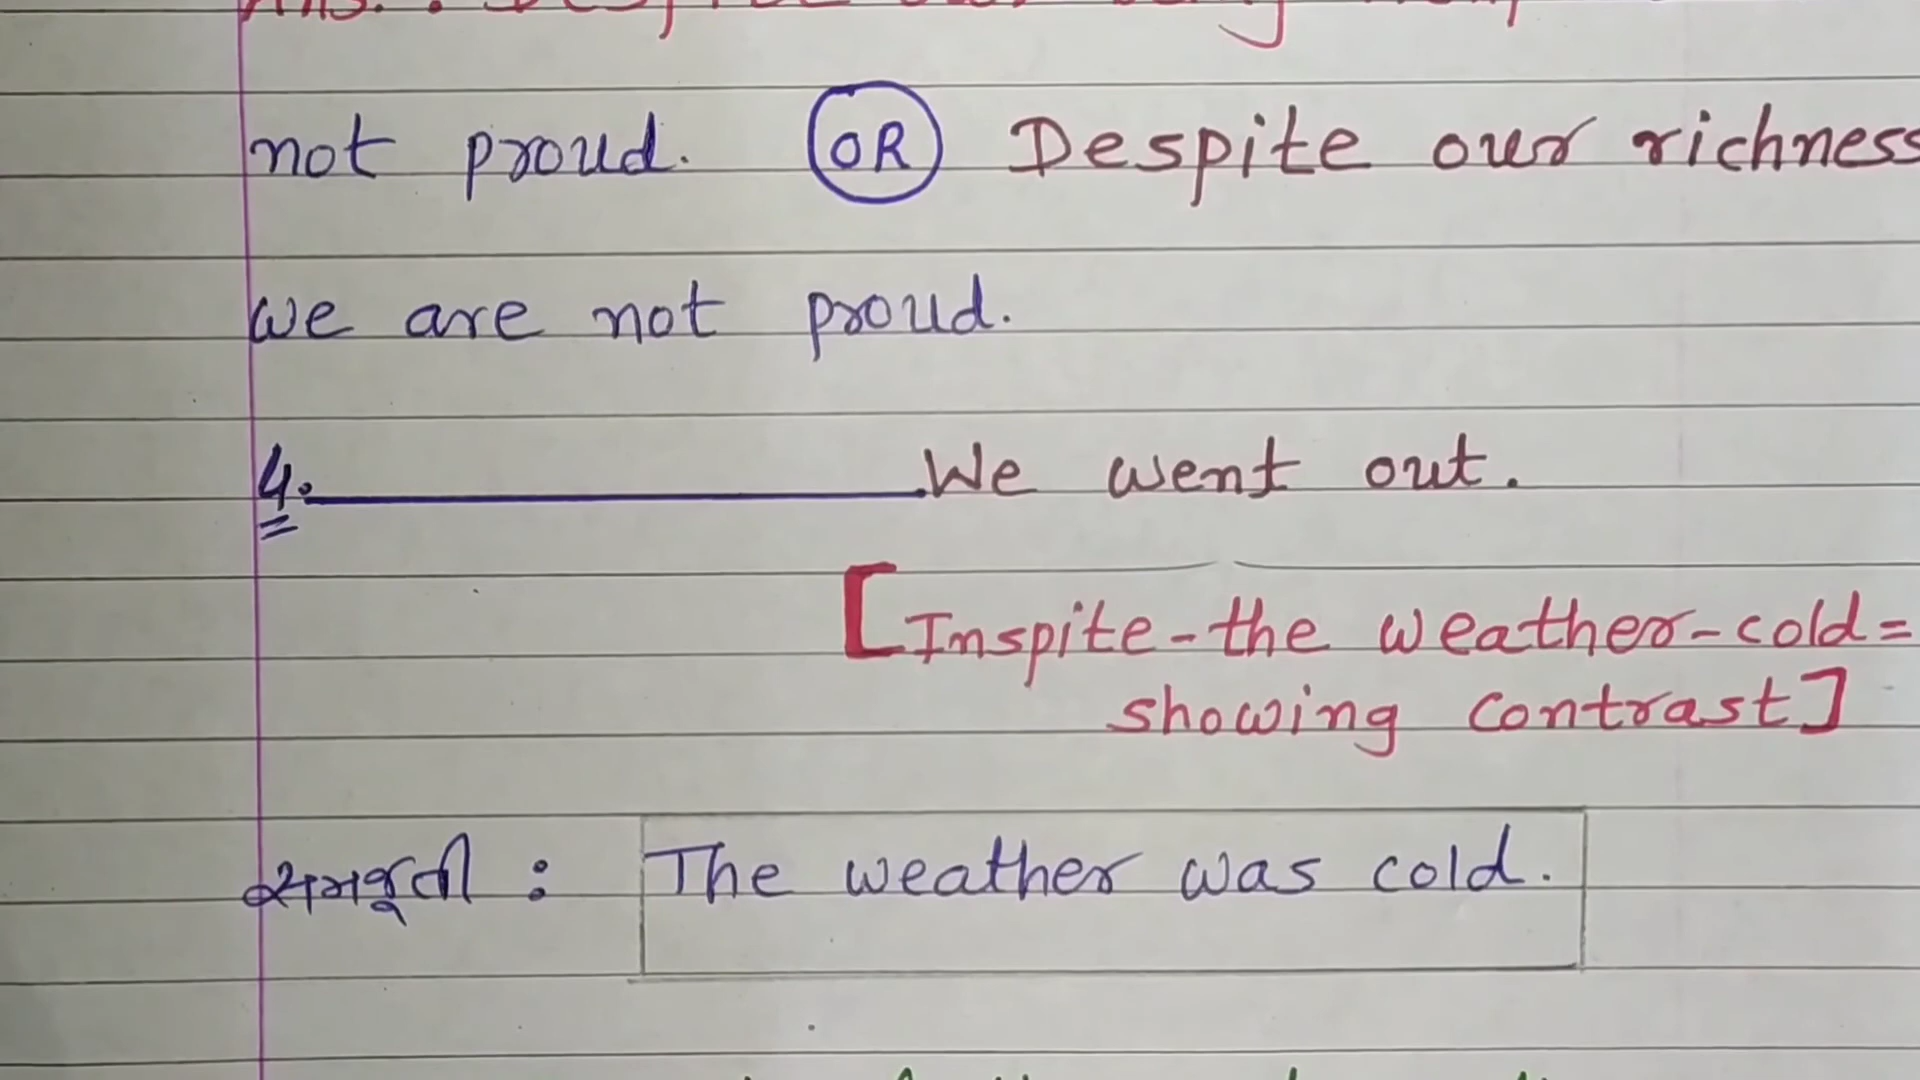 not proud. OR Despite our richness
we are not proud.
4. We went out.
[Inspite-the weather-cold=
showing contrast]
સમજૂતી : The weather was cold.